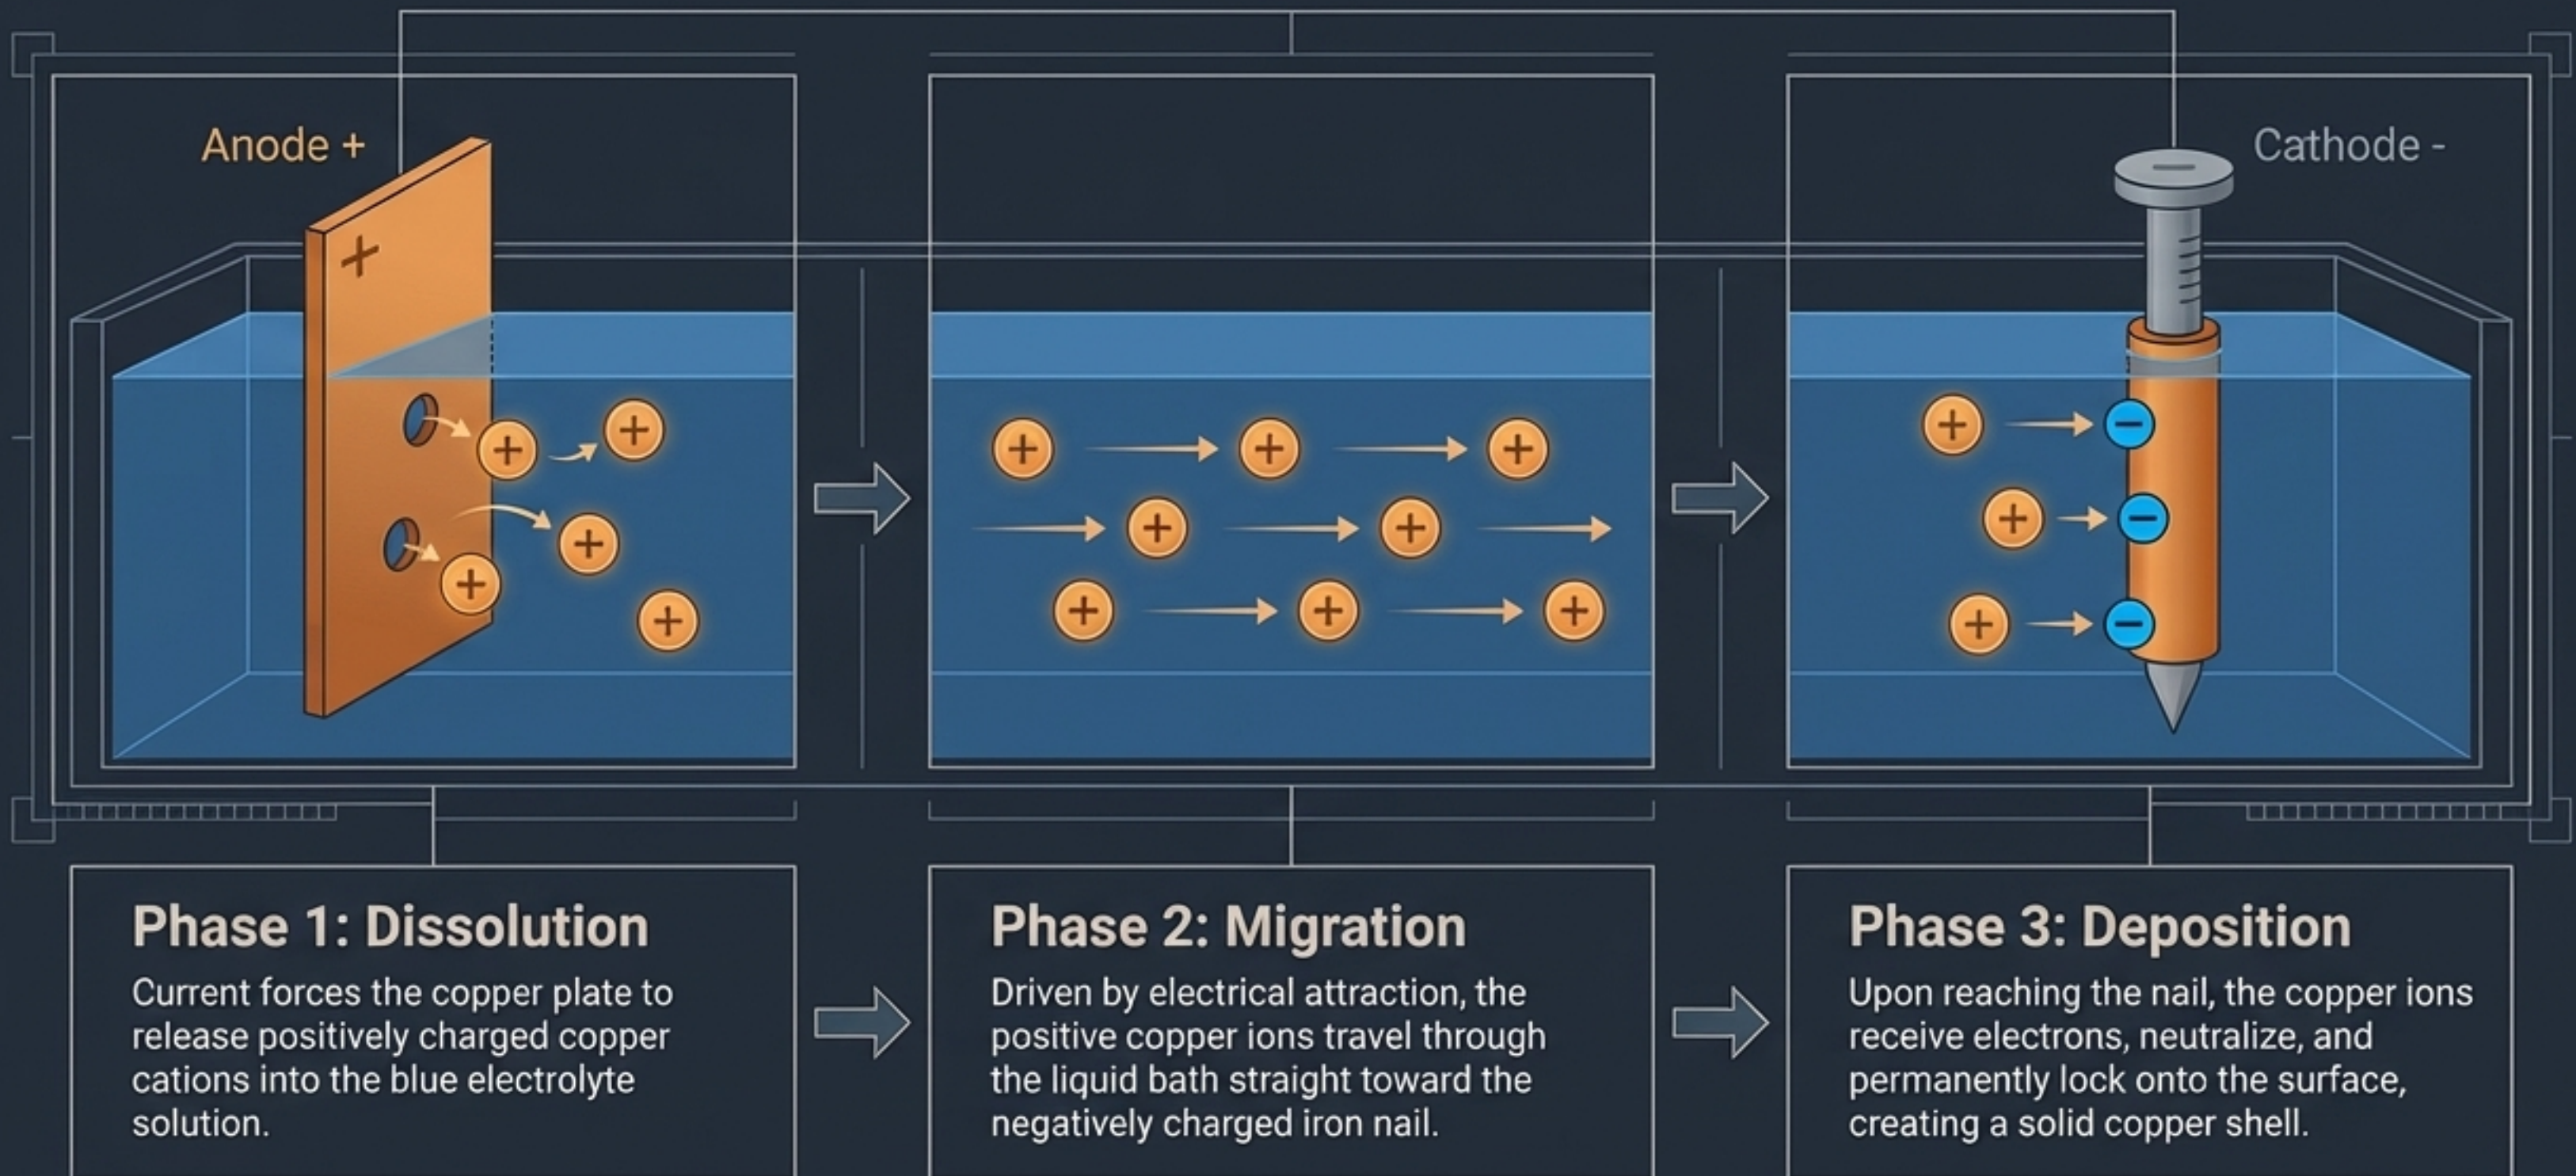 Anode +
Cathode -
+
−
+
+
+
+
+
+
+
+
+
+
+
+
+
+
−
+
−
+
−
Phase 1: Dissolution
Current forces the copper plate to
release positively charged copper
cations into the blue electrolyte
solution.
Phase 2: Migration
Driven by electrical attraction, the
positive copper ions travel through
the liquid bath straight toward the
negatively charged iron nail.
Phase 3: Deposition
Upon reaching the nail, the copper ions
receive electrons, neutralize, and
permanently lock onto the surface,
creating a solid copper shell.